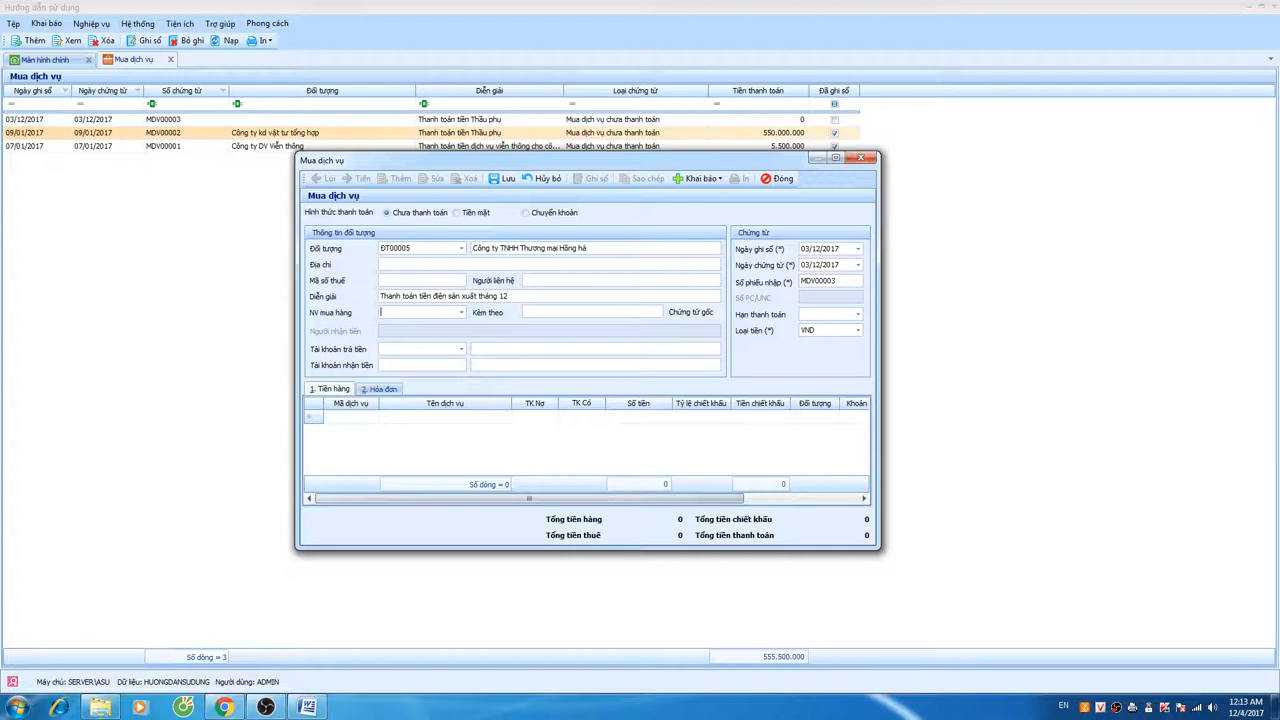 Hướng dẫn sử dụng
Tệp Khai báo Nghiệp vụ Hệ thống Tiện ích Trợ giúp Phong cách
Thêm Xem Xóa Ghi sổ Bỏ ghi Nạp In
Màn hình chính Mua dịch vụ
Mua dịch vụ
Ngày ghi sổ Ngày chứng từ Số chứng từ Đối tượng Diễn giải Loại chứng từ Tiền thanh toán Đã ghi sổ
03/12/2017 03/12/2017 MDV00003 Thanh toán tiền Thầu phụ Mua dịch vụ chưa thanh toán 0
09/01/2017 09/01/2017 MDV00002 Công ty kd vật tư tổng hợp Thanh toán tiền Thầu phụ Mua dịch vụ chưa thanh toán 550.000.000
07/01/2017 07/01/2017 MDV00001 Công ty DV Viễn thông Thanh toán tiền dịch vụ viễn thông cho cô... Mua dịch vụ chưa thanh toán 5.500.000
Mua dịch vụ
Lùi Tiến Thêm Sửa Xoá Lưu Hủy bỏ Ghi sổ Sao chép Khai báo In Đóng
Mua dịch vụ
Hình thức thanh toán Chưa thanh toán Tiền mặt Chuyển khoản
Thông tin đối tượng Chứng từ
Đối tượng ĐT00005 Công ty TNHH Thương mại Hồng hà Ngày ghi sổ (*) 03/12/2017
Địa chỉ Ngày chứng từ (*) 03/12/2017
Mã số thuế Người liên hệ Số phiếu nhập (*) MDV00003
Diễn giải Thanh toán tiền điện sản xuất tháng 12 Số PC/UNC
NV mua hàng Kèm theo Chứng từ gốc Hạn thanh toán
Người nhận tiền Loại tiền (*) VND
Tài khoản trả tiền
Tài khoản nhận tiền
1. Tiền hàng 2. Hóa đơn
Mã dịch vụ Tên dịch vụ TK Nợ TK Có Số tiền Tỷ lệ chiết khấu Tiền chiết khấu Đối tượng Khoản
Số dòng = 0 0 0
Tổng tiền hàng 0 Tổng tiền chiết khấu 0
Tổng tiền thuế 0 Tổng tiền thanh toán 0
Số dòng = 3 555.500.000
Máy chủ: SERVER\ASU Dữ liệu: HUONGDANSUDUNG Người dùng: ADMIN
EN 12:13 AM
12/4/2017